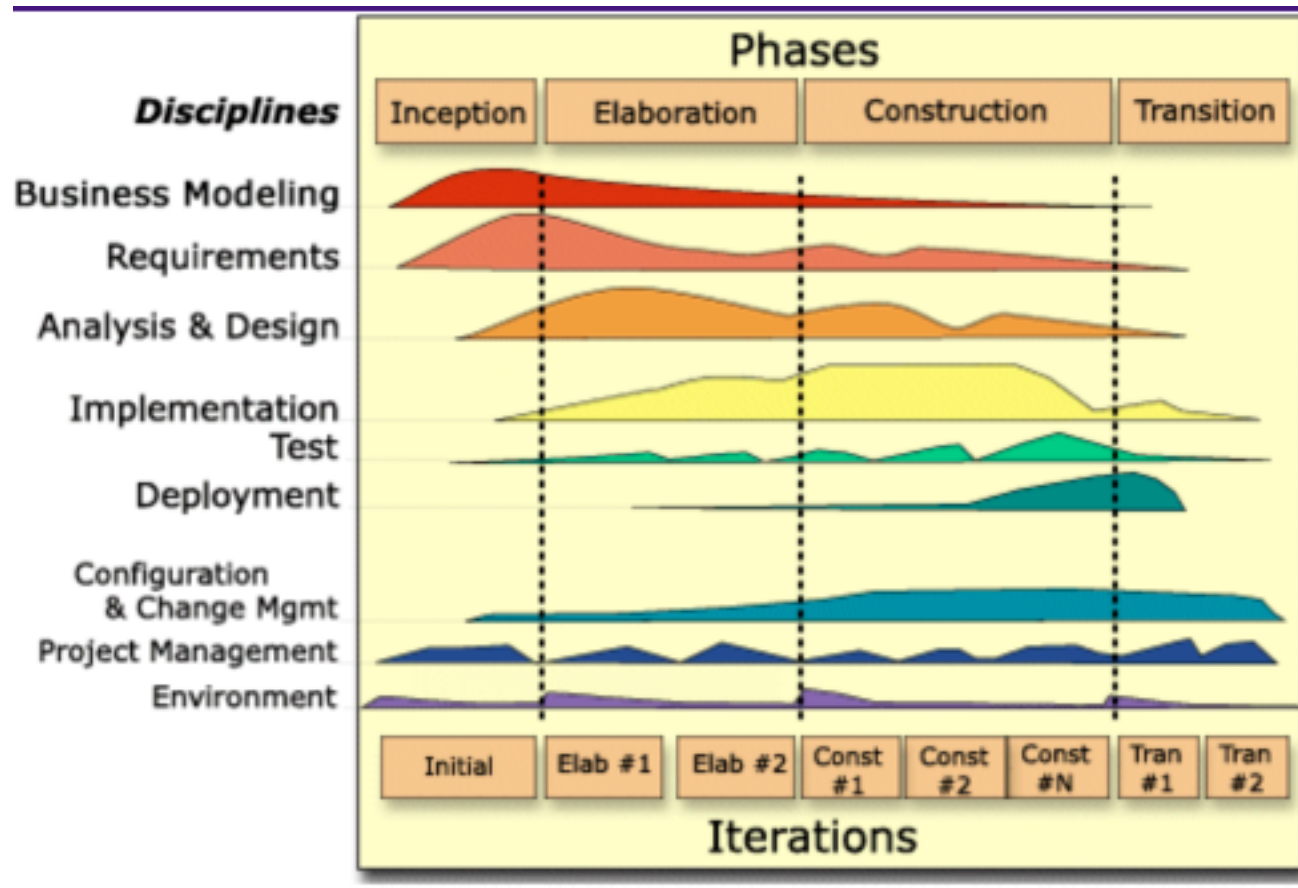 Phases
Disciplines
Inception
Elaboration
Construction
Transition
Business Modeling
Requirements
Analysis & Design
Implementation
Test
Deployment
Configuration
& Change Mgmt
Project Management
Environment
Initial
Elab #1
Elab #2
Const
#1
Const
#2
Const
#N
Tran
#1
Tran
#2
Iterations